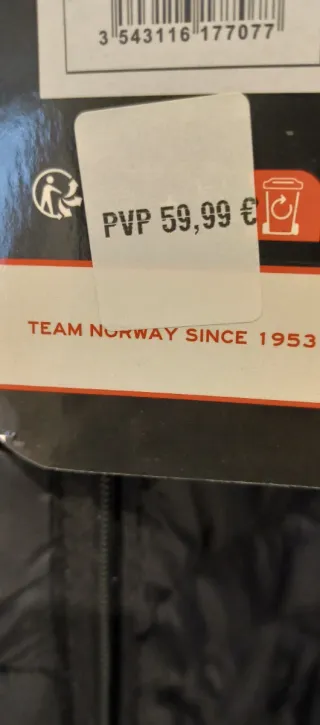 3 543116 177077
PVP 59,99 €
TEAM NORWAY SINCE 1953